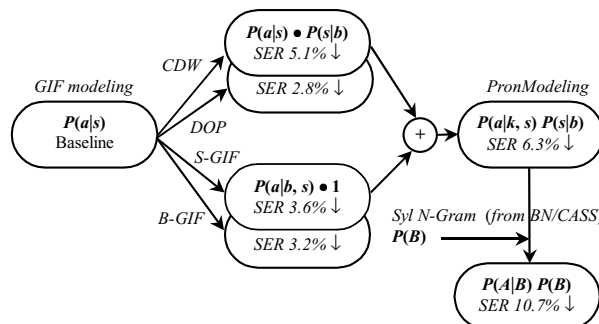 P(a|s) • P(s|b)
SER 5.1% ↓
SER 2.8% ↓
CDW
GIF modeling
P(a|s)
Baseline
DOP
S-GIF
B-GIF
P(a|b, s) • 1
SER 3.6% ↓
SER 3.2% ↓
+
PronModeling
P(a|k, s) P(s|b)
SER 6.3% ↓
Syl N-Gram (from BN/CASS)
P(B)
P(A|B) P(B)
SER 10.7% ↓